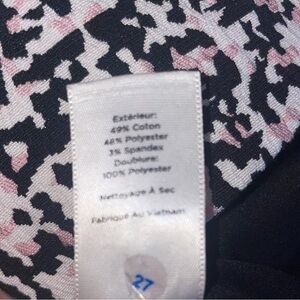 Extérieur:
49% Coton
48% Polyester
3% Spandex
Doublure:
100% Polyester
Nettoyage À Sec
Fabriqué Au Vietnam
27